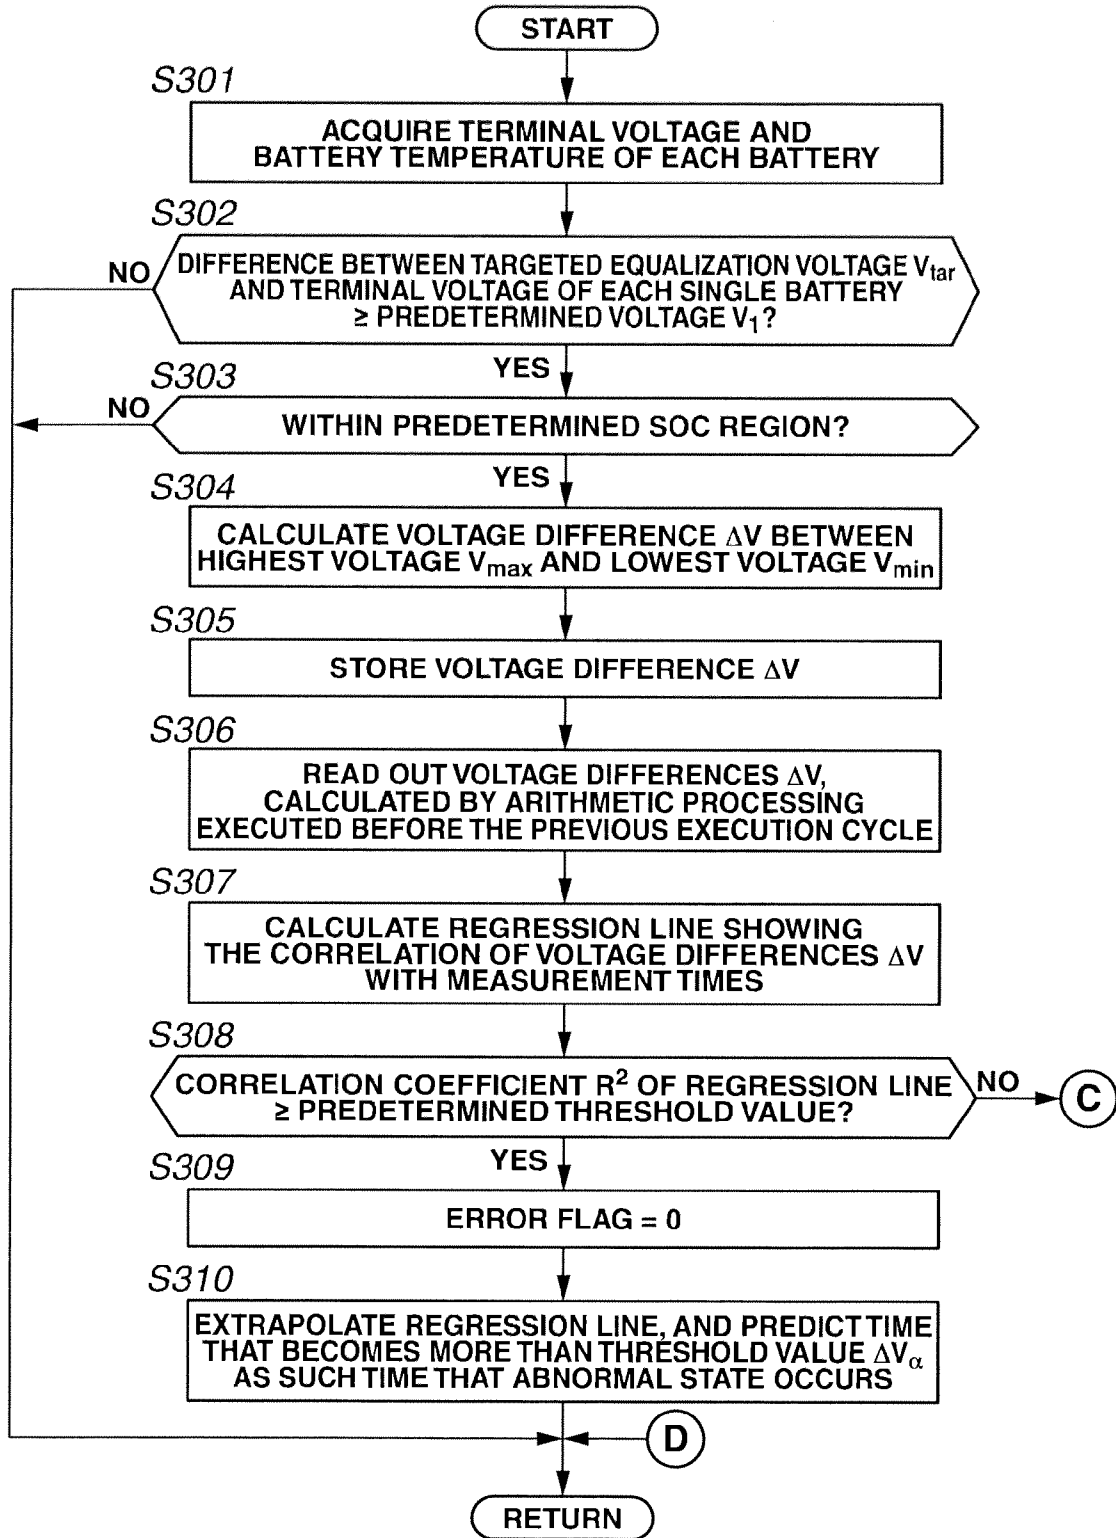 START
S301
ACQUIRE TERMINAL VOLTAGE AND
BATTERY TEMPERATURE OF EACH BATTERY
S302
NO
DIFFERENCE BETWEEN TARGETED EQUALIZATION VOLTAGE Vtar
AND TERMINAL VOLTAGE OF EACH SINGLE BATTERY
≥ PREDETERMINED VOLTAGE V1?
YES
S303
NO
WITHIN PREDETERMINED SOC REGION?
YES
S304
CALCULATE VOLTAGE DIFFERENCE ΔV BETWEEN
HIGHEST VOLTAGE Vmax AND LOWEST VOLTAGE Vmin
S305
STORE VOLTAGE DIFFERENCE ΔV
S306
READ OUT VOLTAGE DIFFERENCES ΔV,
CALCULATED BY ARITHMETIC PROCESSING
EXECUTED BEFORE THE PREVIOUS EXECUTION CYCLE
S307
CALCULATE REGRESSION LINE SHOWING
THE CORRELATION OF VOLTAGE DIFFERENCES ΔV
WITH MEASUREMENT TIMES
S308
CORRELATION COEFFICIENT R² OF REGRESSION LINE
≥ PREDETERMINED THRESHOLD VALUE?
NO
C
YES
S309
ERROR FLAG = 0
S310
EXTRAPOLATE REGRESSION LINE, AND PREDICT TIME
THAT BECOMES MORE THAN THRESHOLD VALUE ΔVα
AS SUCH TIME THAT ABNORMAL STATE OCCURS
D
RETURN